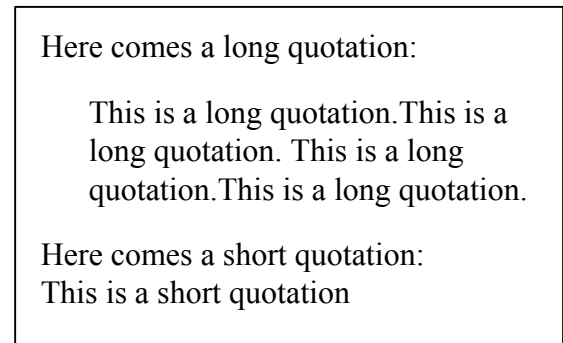 Here comes a long quotation:
This is a long quotation.This is a
long quotation. This is a long
quotation.This is a long quotation.
Here comes a short quotation:
This is a short quotation